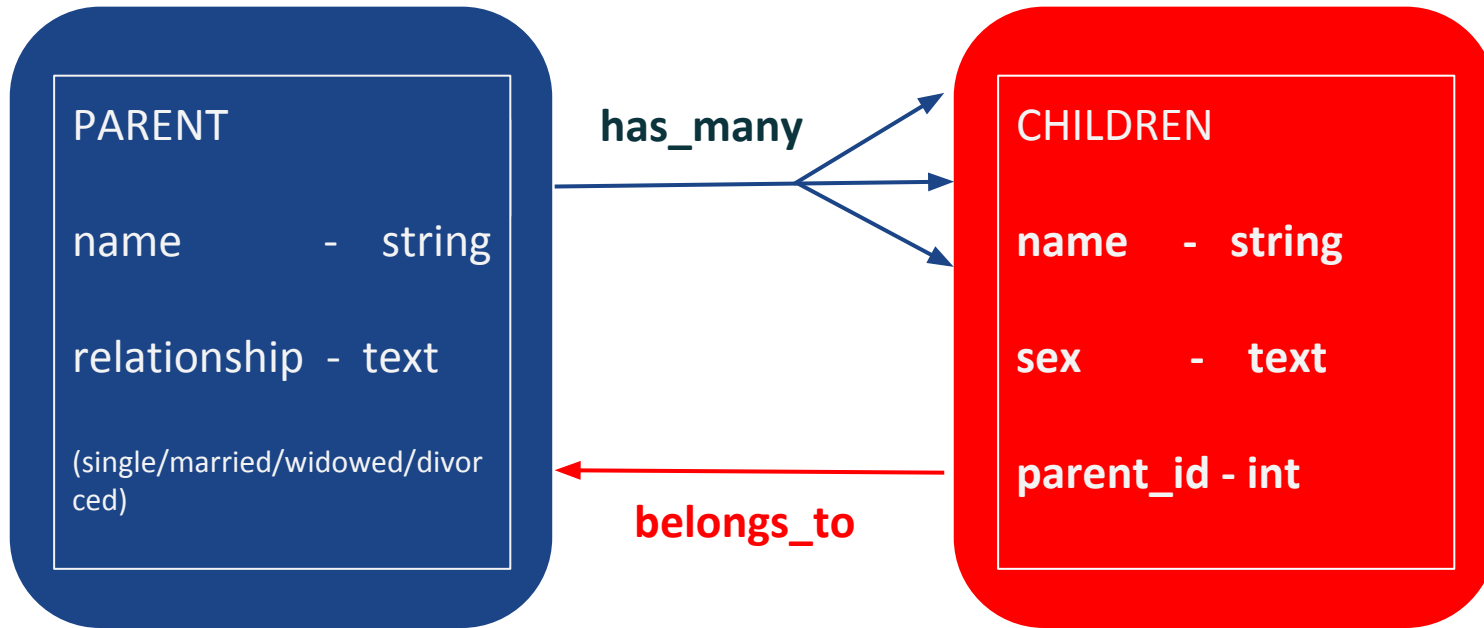 PARENT
name - string
relationship - text
(single/married/widowed/divor
ced)
has_many
belongs_to
CHILDREN
name - string
sex - text
parent_id - int